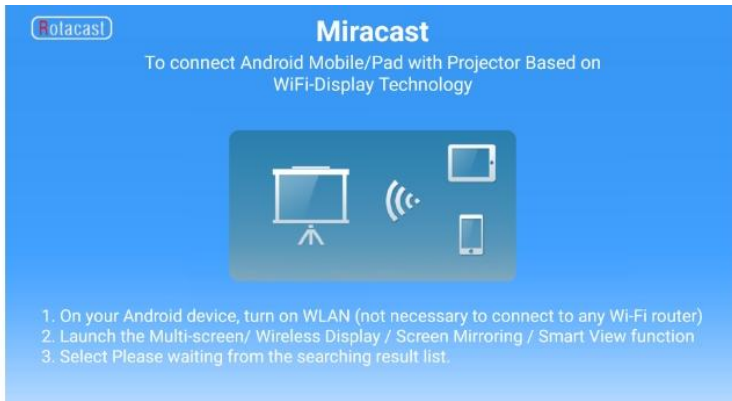 Rotacast
Miracast
To connect Android Mobile/Pad with Projector Based on
WiFi-Display Technology
1. On your Android device, turn on WLAN (not necessary to connect to any Wi-Fi router)
2. Launch the Multi-screen/ Wireless Display / Screen Mirroring / Smart View function
3. Select Please waiting from the searching result list.